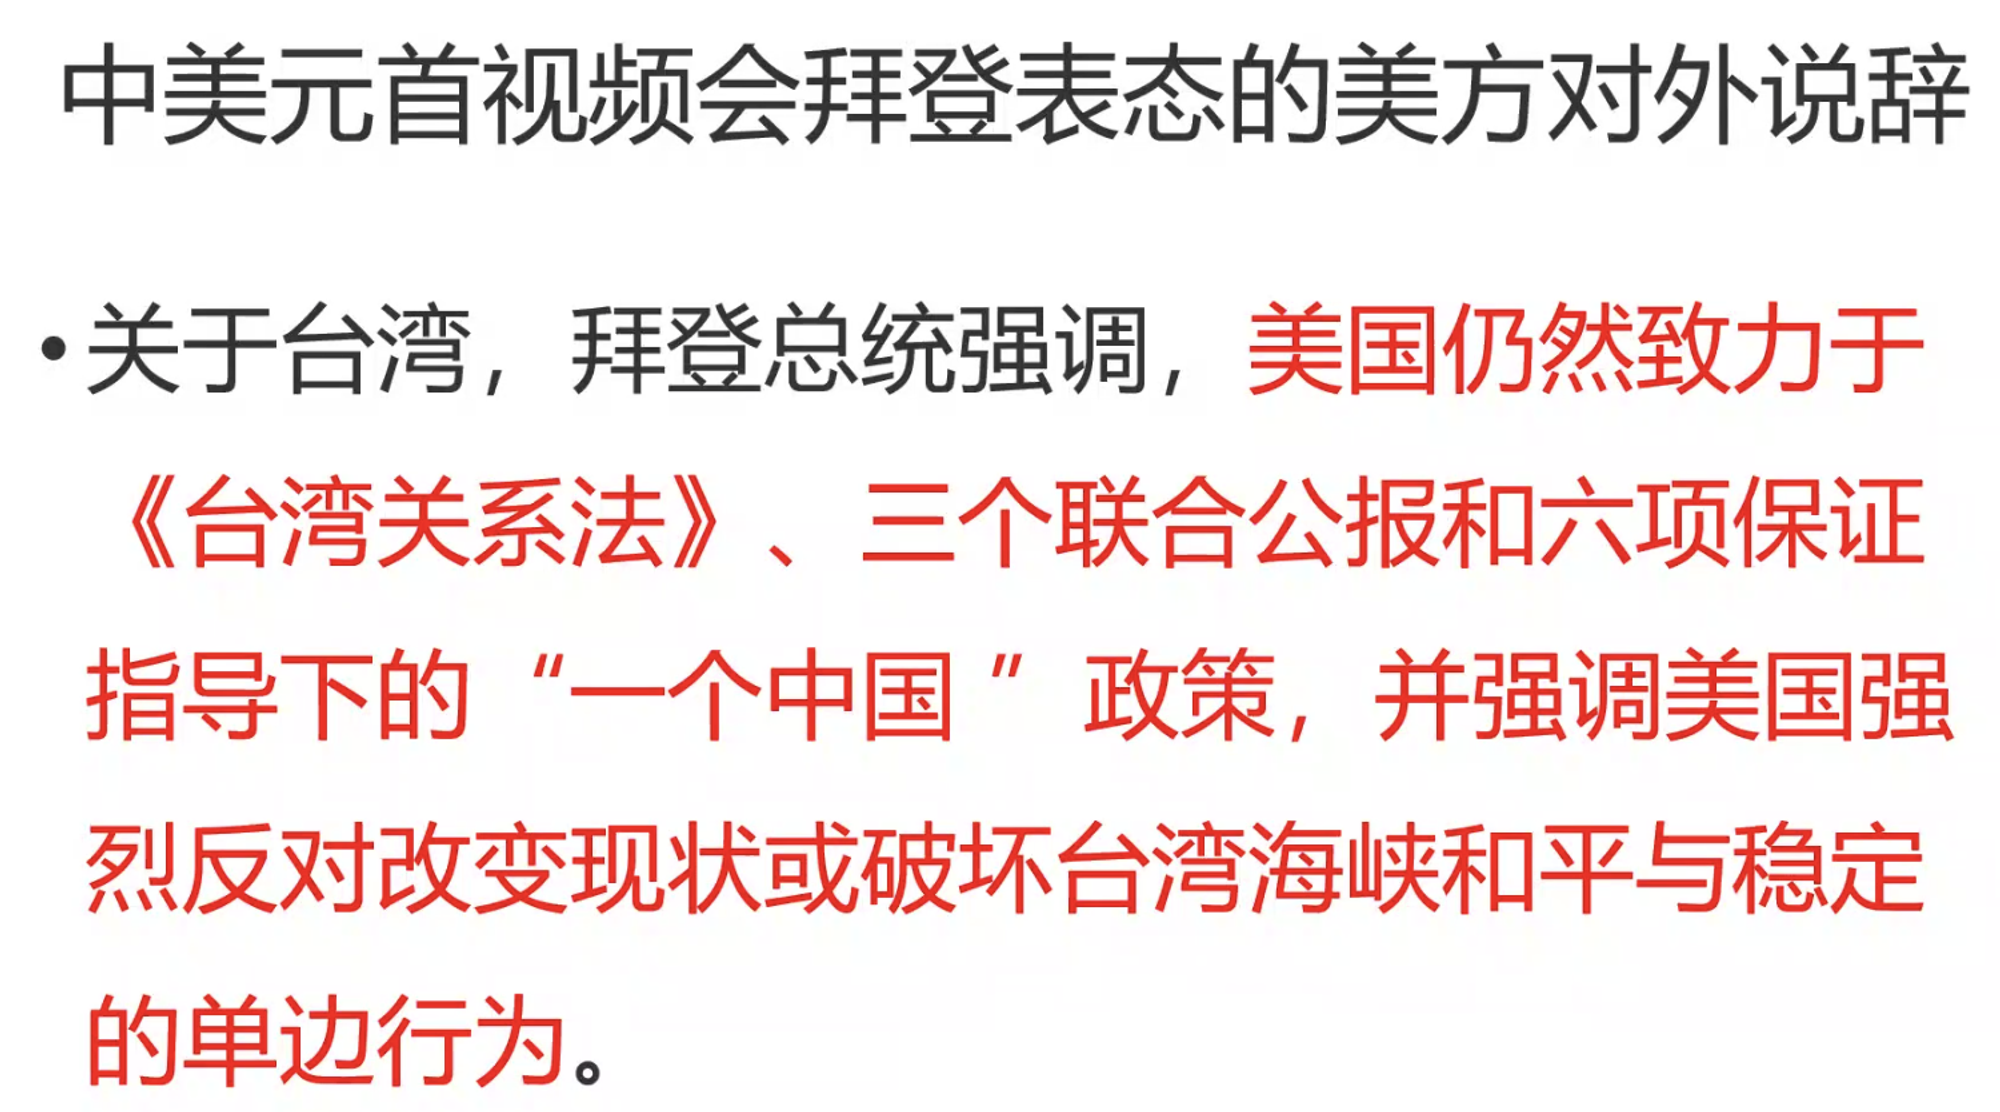 中美元首视频会拜登表态的美方对外说辞
•关于台湾，拜登总统强调，美国仍然致力于
《台湾关系法》、三个联合公报和六项保证
指导下的“一个中国”政策，并强调美国强
烈反对改变现状或破坏台湾海峡和平与稳定
的单边行为。